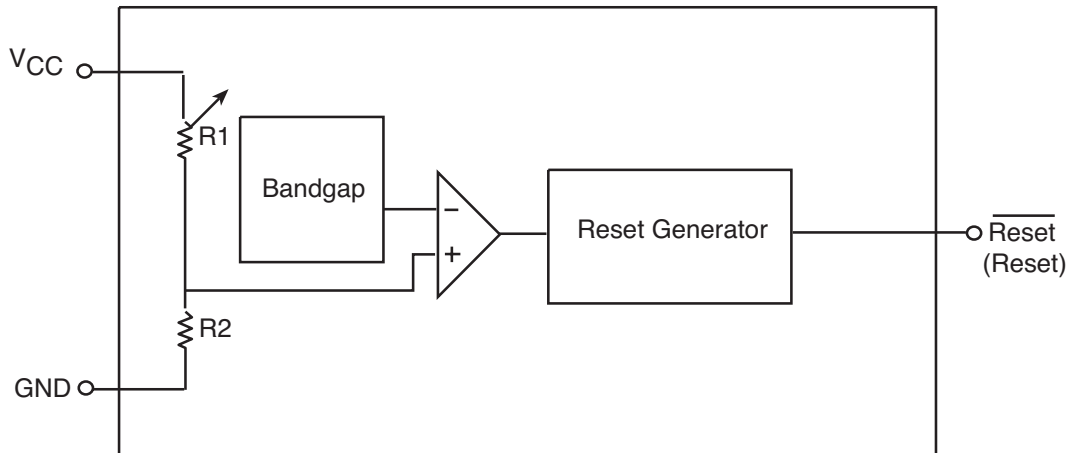 VCC
R1
Bandgap
−
+
Reset Generator
Reset
(Reset)
R2
GND